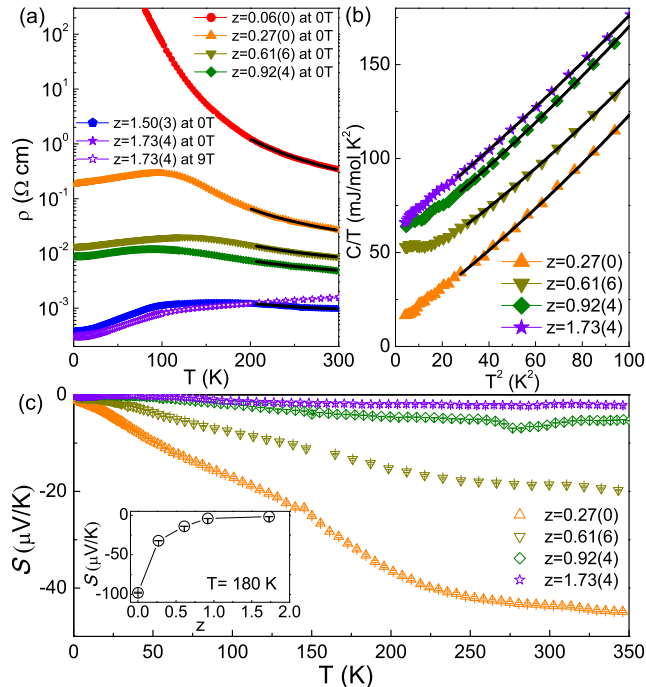 (a)
z=0.06(0) at 0T
z=0.27(0) at 0T
z=0.61(6) at 0T
z=0.92(4) at 0T
z=1.50(3) at 0T
z=1.73(4) at 0T
z=1.73(4) at 9T
ρ (Ω cm)
10²
10¹
10⁰
10⁻¹
10⁻²
10⁻³
0 100 200 300
T (K)
(b)
C/T (mJ/mol K²)
150
100
50
0
z=0.27(0)
z=0.61(6)
z=0.92(4)
z=1.73(4)
0 20 40 60 80 100
T² (K²)
(c)
S (μV/K)
0
-20
-40
z=0.27(0)
z=0.61(6)
z=0.92(4)
z=1.73(4)
S (μV/K)
0
-50
-100
T= 180 K
0.0 0.5 1.0 1.5 2.0
z
0 50 100 150 200 250 300 350
T (K)